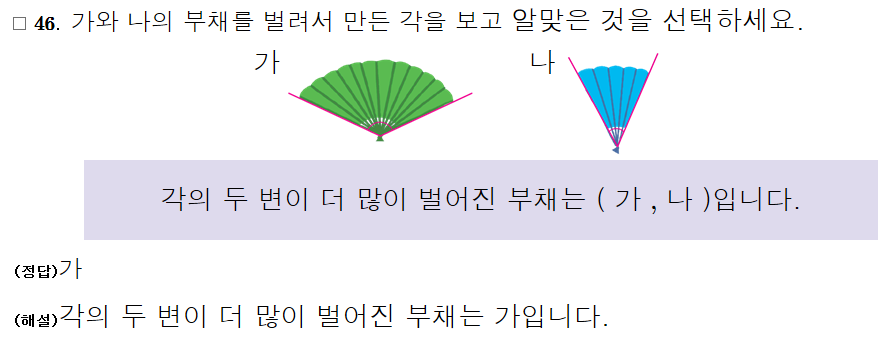 □ 46. 가와 나의 부채를 벌려서 만든 각을 보고 알맞은 것을 선택하세요.
가 나
각의 두 변이 더 많이 벌어진 부채는 ( 가 , 나 )입니다.
(정답)가
(해설)각의 두 변이 더 많이 벌어진 부채는 가입니다.